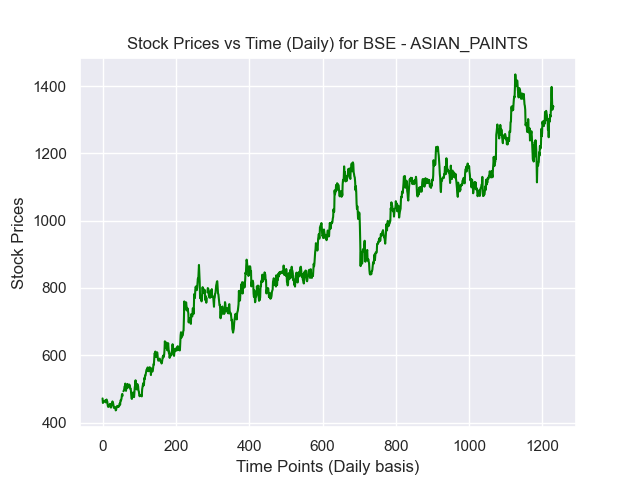 Stock Prices vs Time (Daily) for BSE - ASIAN_PAINTS
1400
1200
1000
800
600
400
Stock Prices
0 200 400 600 800 1000 1200
Time Points (Daily basis)